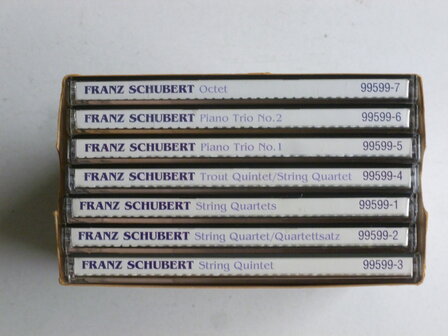 FRANZ SCHUBERT Octet 99599-7
FRANZ SCHUBERT Piano Trio No.2 99599-6
FRANZ SCHUBERT Piano Trio No.1 99599-5
FRANZ SCHUBERT Trout Quintet/String Quartet 99599-4
FRANZ SCHUBERT String Quartets 99599-1
FRANZ SCHUBERT String Quartet/Quartettsatz 99599-2
FRANZ SCHUBERT String Quintet 99599-3